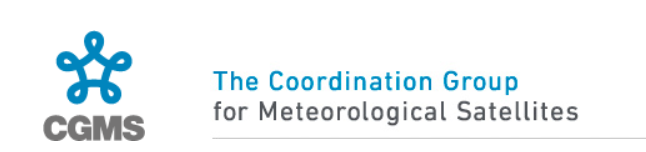 The Coordination Group
for Meteorological Satellites
CGMS